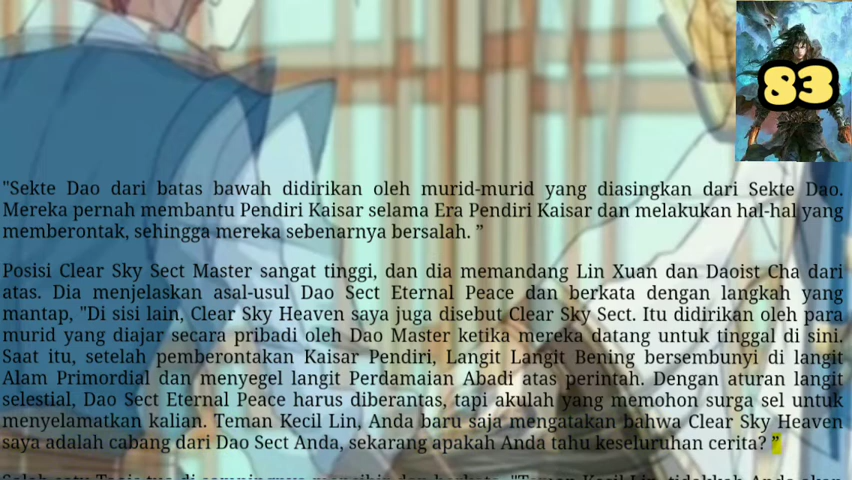 83
"Sekte Dao dari batas bawah didirikan oleh murid-murid yang diasingkan dari Sekte Dao.
Mereka pernah membantu Pendiri Kaisar selama Era Pendiri Kaisar dan melakukan hal-hal yang
memberontak, sehingga mereka sebenarnya bersalah. ”
Posisi Clear Sky Sect Master sangat tinggi, dan dia memandang Lin Xuan dan Daoist Cha dari
atas. Dia menjelaskan asal-usul Dao Sect Eternal Peace dan berkata dengan langkah yang
mantap, "Di sisi lain, Clear Sky Heaven saya juga disebut Clear Sky Sect. Itu didirikan oleh para
murid yang diajar secara pribadi oleh Dao Master ketika mereka datang untuk tinggal di sini.
Saat itu, setelah pemberontakan Kaisar Pendiri, Langit Langit Bening bersembunyi di langit
Alam Primordial dan menyegel langit Perdamaian Abadi atas perintah. Dengan aturan langit
selestial, Dao Sect Eternal Peace harus diberantas, tapi akulah yang memohon surga sel untuk
menyelamatkan kalian. Teman Kecil Lin, Anda baru saja mengatakan bahwa Clear Sky Heaven
saya adalah cabang dari Dao Sect Anda, sekarang apakah Anda tahu keseluruhan cerita? ”